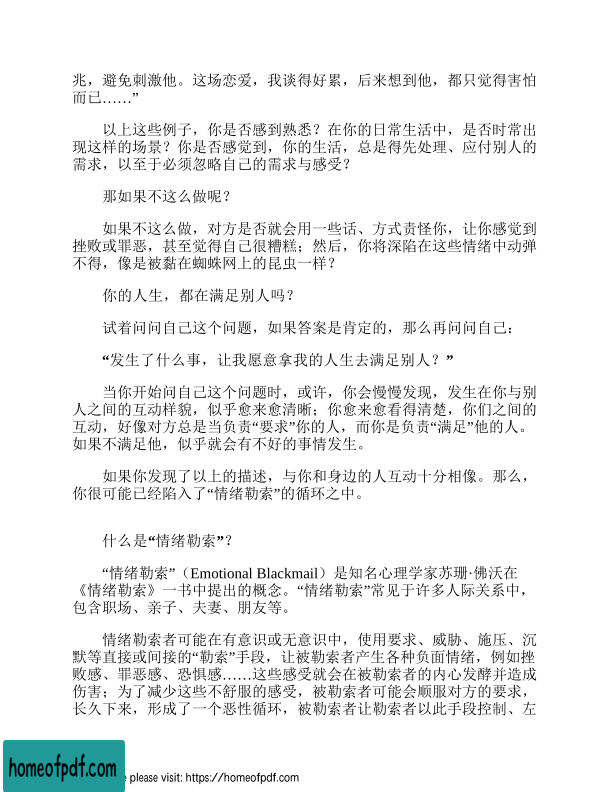 兆，避免刺激他。这场恋爱，我谈得好累，后来想到他，都只觉得害怕
而已……”
以上这些例子，你是否感到熟悉？在你的日常生活中，是否时常出
现这样的场景？你是否感觉到，你的生活，总是得先处理、应付别人的
需求，以至于必须忽略自己的需求与感受？
那如果不这么做呢？
如果不这么做，对方是否就会用一些话、方式责怪你，让你感觉到
挫败或罪恶，甚至觉得自己很糟糕；然后，你将深陷在这些情绪中动弹
不得，像是被黏在蜘蛛网上的昆虫一样？
你的人生，都在满足别人吗？
试着问问自己这个问题，如果答案是肯定的，那么再问问自己：
“发生了什么事，让我愿意拿我的人生去满足别人？”
当你开始问自己这个问题时，或许，你会慢慢发现，发生在你与别
人之间的互动样貌，似乎愈来愈清晰；你愈来愈看得清楚，你们之间的
互动，好像对方总是当负责“要求”你的人，而你是负责“满足”他的人。
如果不满足他，似乎就会有不好的事情发生。
如果你发现了以上的描述，与你和身边的人互动十分相像。那么，
你很可能已经陷入了“情绪勒索”的循环之中。
什么是“情绪勒索”？
“情绪勒索”（Emotional Blackmail）是知名心理学家苏珊·佛沃在
《情绪勒索》一书中提出的概念。“情绪勒索”常见于许多人际关系中，
包含职场、亲子、夫妻、朋友等。
情绪勒索者可能在有意识或无意识中，使用要求、威胁、施压、沉
默等直接或间接的“勒索”手段，让被勒索者产生各种负面情绪，例如挫
败感、罪恶感、恐惧感……这些感受就会在被勒索者的内心发酵并造成
伤害；为了减少这些不舒服的感受，被勒索者可能会顺服对方的要求，
长久下来，形成了一个恶性循环，被勒索者让勒索者以此手段控制、左
homeofpdf.com
please visit: https://homeofpdf.com